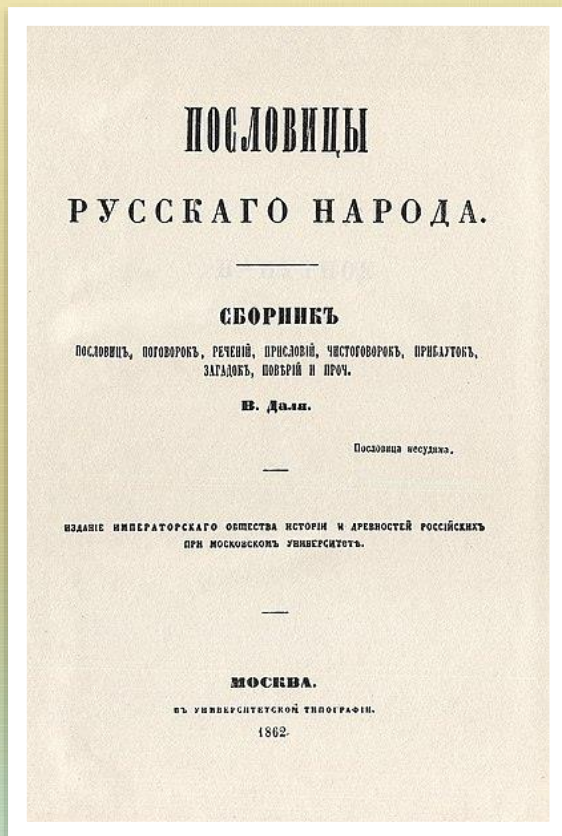 ПОСЛОВИЦЫ
РУССКАГО НАРОДА.
СБОРНИКЪ
ПОСЛОВИЦЪ, ПОГОВОРОКЪ, РЕЧЕНІЙ, ПРИСЛОВІЙ, ЧИСТОГОВОРОКЪ, ПРИБАУТОКЪ,
ЗАГАДОКЪ, ПОВѢРІЙ И ПРОЧ.
В. Даля.
Пословица несудима.
ИЗДАНІЕ ИМПЕРАТОРСКАГО ОБЩЕСТВА ИСТОРІИ И ДРЕВНОСТЕЙ РОССІЙСКИХЪ
ПРИ МОСКОВСКОМЪ УНИВЕРСИТЕТѢ.
МОСКВА.
ВЪ УНИВЕРСИТЕТСКОЙ ТИПОГРАФІИ.
1862.